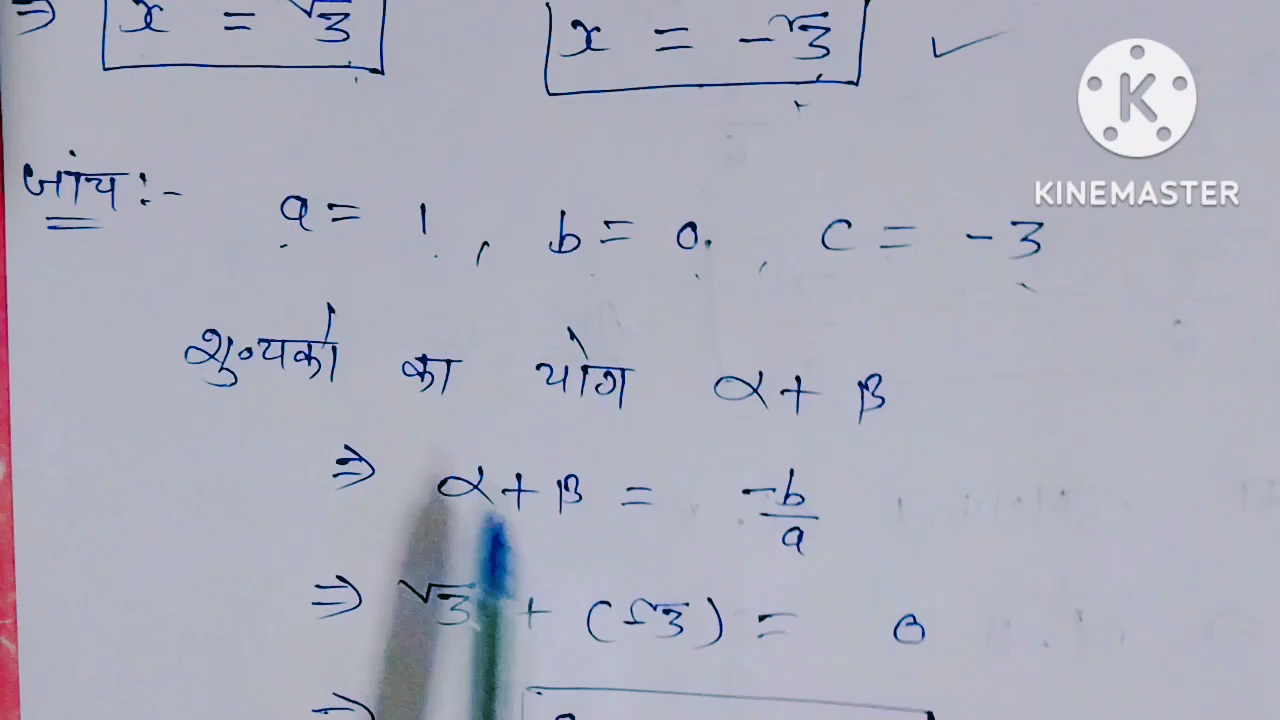 ⇒ x = √3 x = -√3 ✓
जांच :- a = 1, b = 0, c = -3
शुन्यकों का योग α + β
⇒ α + β = -b/a
⇒ √3 + (-√3) = 0
⇒
K
KINEMASTER